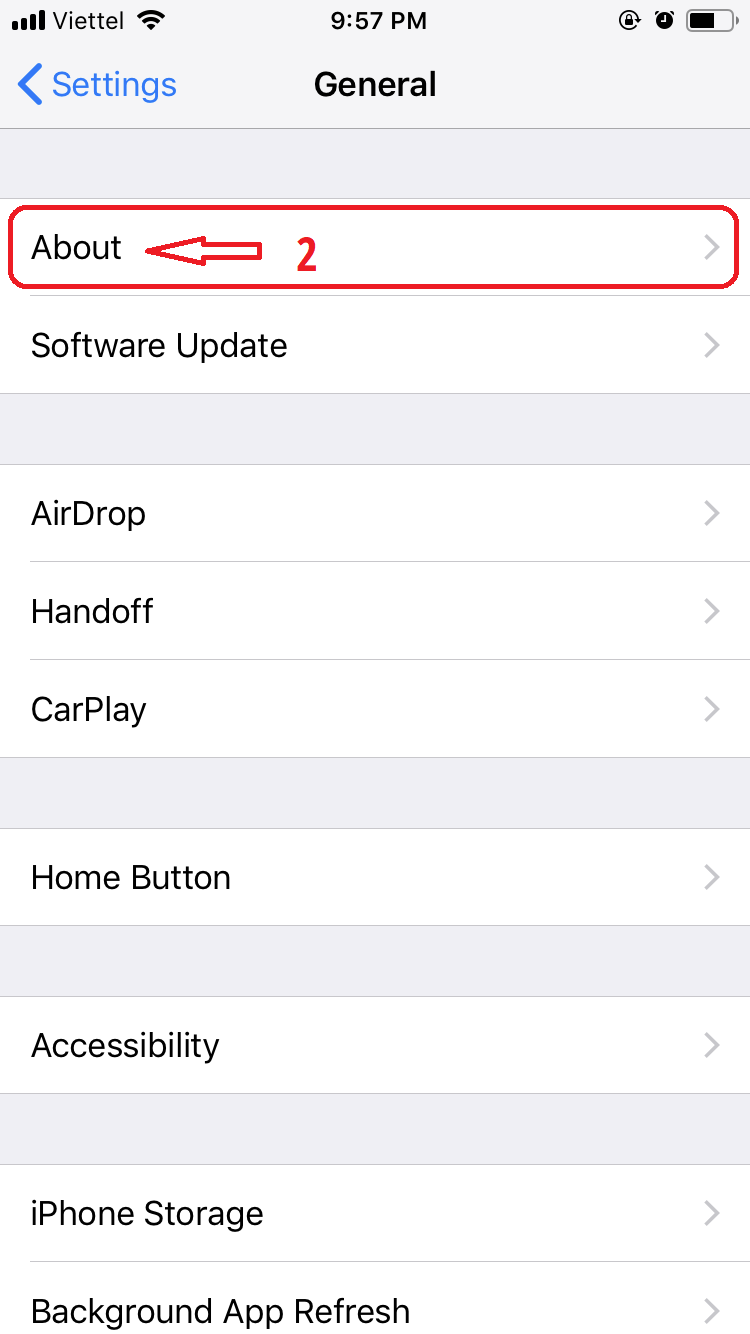 Viettel 9:57 PM
Settings General
About 2
Software Update
AirDrop
Handoff
CarPlay
Home Button
Accessibility
iPhone Storage
Background App Refresh